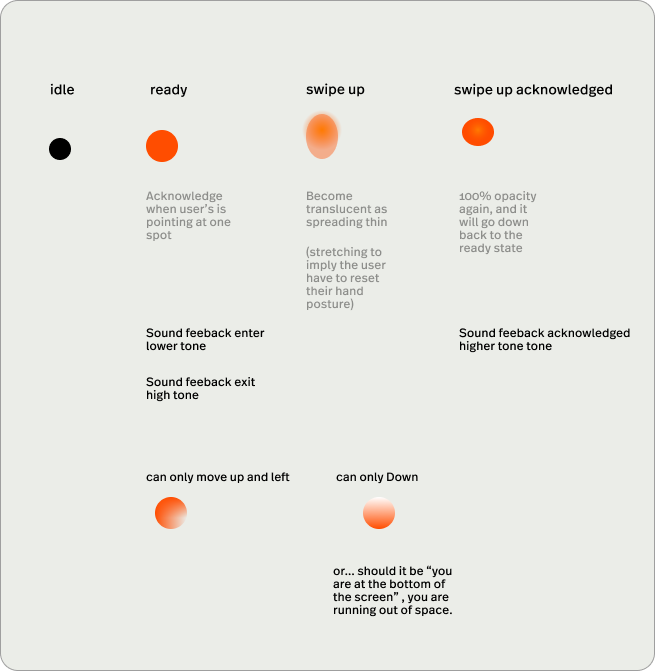 idle
ready
swipe up
swipe up acknowledged
Acknowledge
when user's is
pointing at one
spot
Become
translucent as
spreading thin
(stretching to
imply the user
have to reset
their hand
posture)
100% opacity
again, and it
will go down
back to the
ready state
Sound feeback enter
lower tone
Sound feeback exit
high tone
Sound feeback acknowledged
higher tone tone
can only move up and left
can only Down
or... should it be “you
are at the bottom of
the screen” , you are
running out of space.